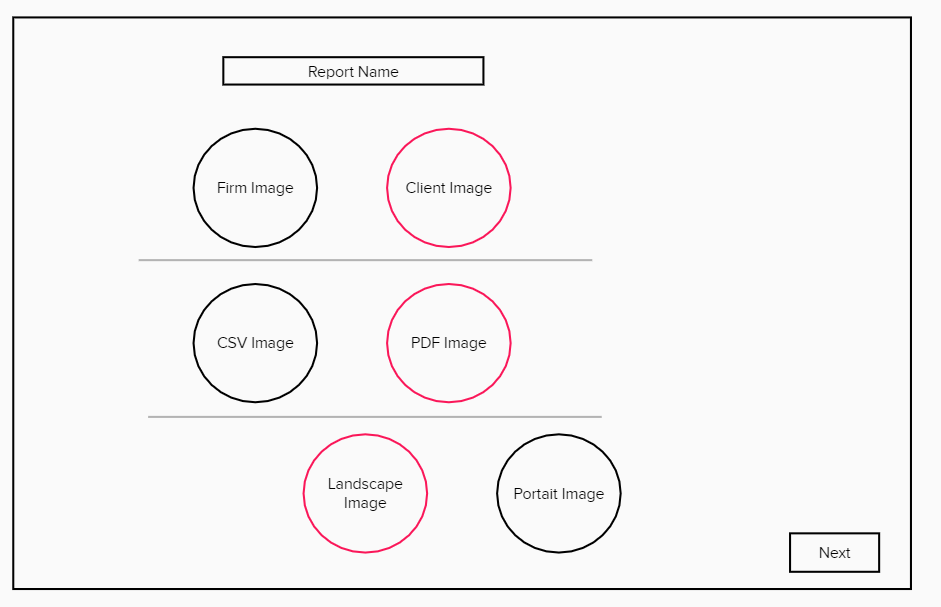 Report Name
Firm Image
Client Image
CSV Image
PDF Image
Landscape
Image
Portait Image
Next